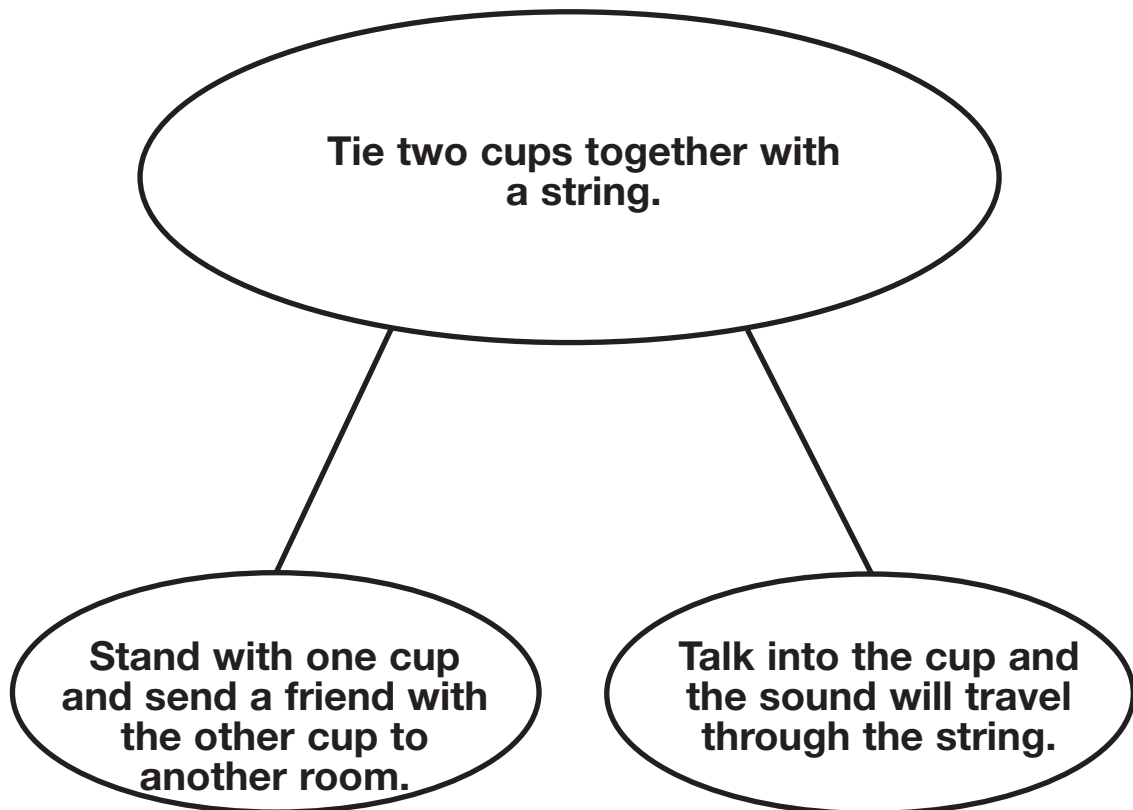 Tie two cups together with
a string.
Stand with one cup
and send a friend with
the other cup to
another room.
Talk into the cup and
the sound will travel
through the string.